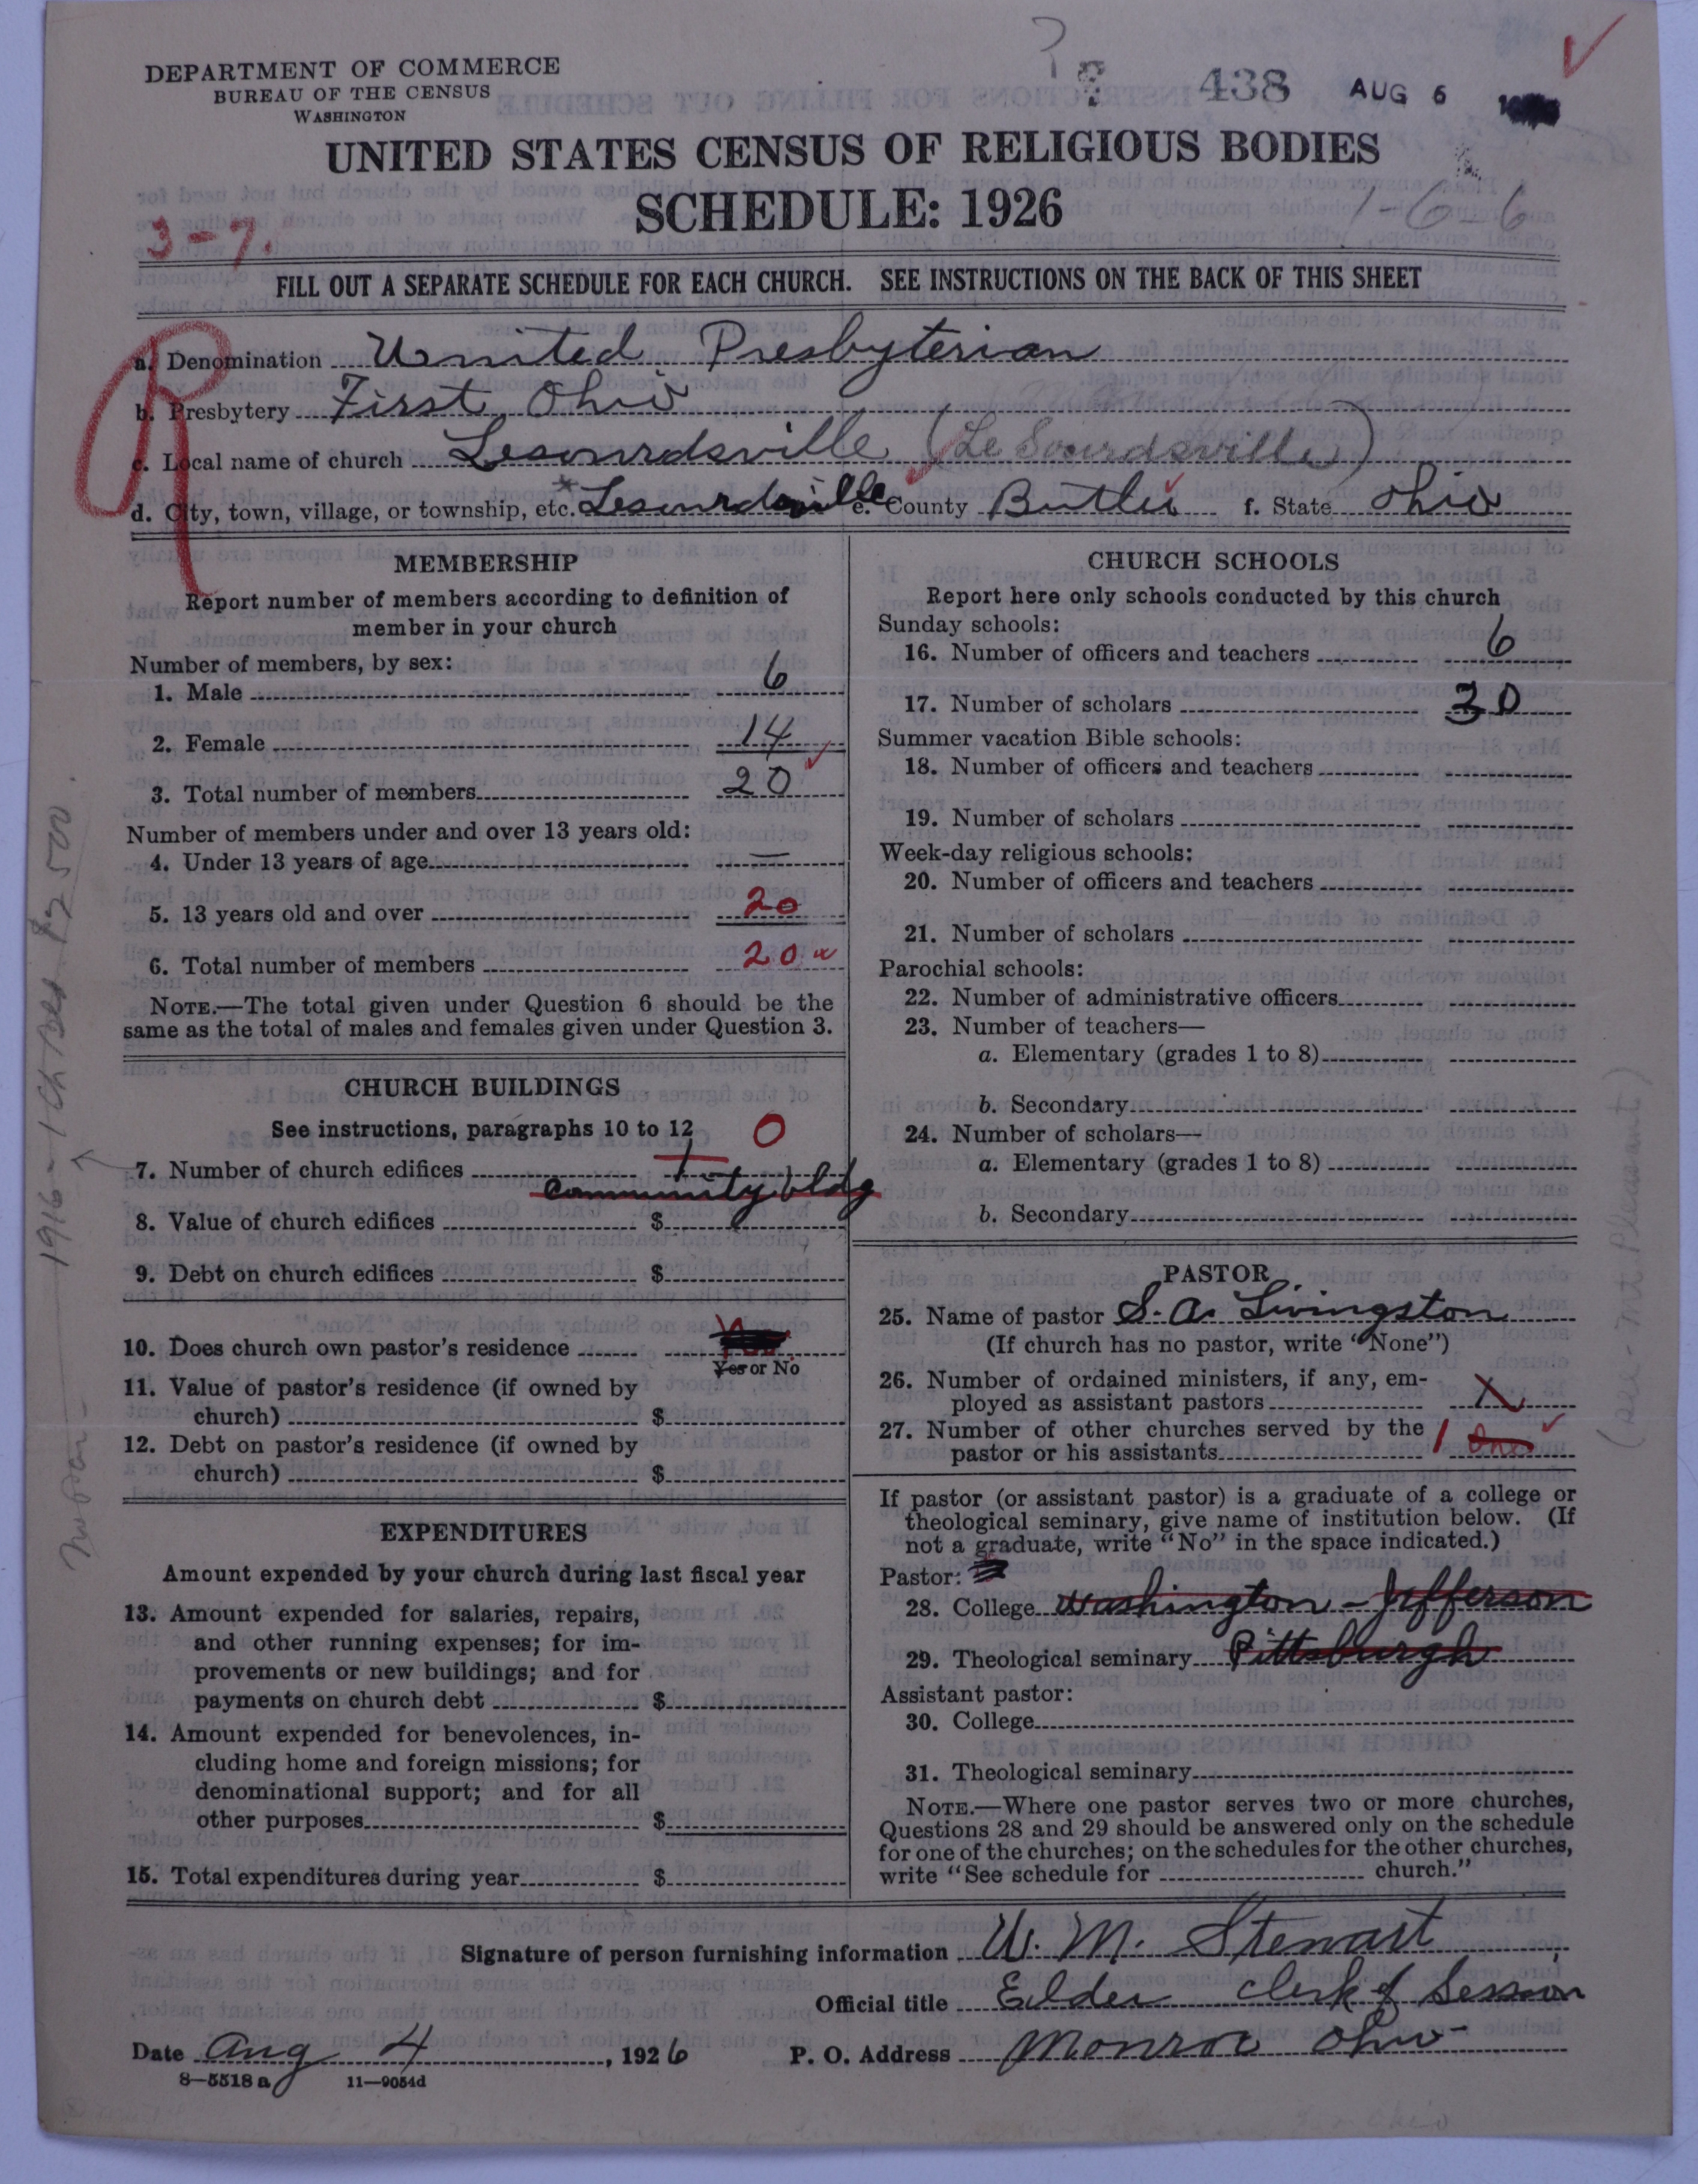 DEPARTMENT OF COMMERCE
BUREAU OF THE CENSUS
WASHINGTON
438 AUG 6
UNITED STATES CENSUS OF RELIGIOUS BODIES
SCHEDULE: 1926
3-7.
1-6-6
FILL OUT A SEPARATE SCHEDULE FOR EACH CHURCH. SEE INSTRUCTIONS ON THE BACK OF THIS SHEET
R
a. Denomination United Presbyterian
b. Presbytery First Ohio
c. Local name of church Lesourdsville (Le Sourdsville)
d. City, town, village, or township, etc. *Lesourdsville e. County Butler f. State Ohio
MEMBERSHIP
Report number of members according to definition of
member in your church
Number of members, by sex:
1. Male 6
2. Female 14
3. Total number of members 20
Number of members under and over 13 years old:
4. Under 13 years of age —
5. 13 years old and over 20
6. Total number of members 20
NOTE.—The total given under Question 6 should be the
same as the total of males and females given under Question 3.
CHURCH BUILDINGS
See instructions, paragraphs 10 to 12 0
7. Number of church edifices 1
community bldg
8. Value of church edifices $
9. Debt on church edifices $
10. Does church own pastor's residence
Yes or No
11. Value of pastor's residence (if owned by
church) $
12. Debt on pastor's residence (if owned by
church) $
EXPENDITURES
Amount expended by your church during last fiscal year
13. Amount expended for salaries, repairs,
and other running expenses; for im-
provements or new buildings; and for
payments on church debt $
14. Amount expended for benevolences, in-
cluding home and foreign missions; for
denominational support; and for all
other purposes $
15. Total expenditures during year $
CHURCH SCHOOLS
Report here only schools conducted by this church
Sunday schools:
16. Number of officers and teachers 6
17. Number of scholars 30
Summer vacation Bible schools:
18. Number of officers and teachers
19. Number of scholars
Week-day religious schools:
20. Number of officers and teachers
21. Number of scholars
Parochial schools:
22. Number of administrative officers
23. Number of teachers—
a. Elementary (grades 1 to 8)
b. Secondary
24. Number of scholars—
a. Elementary (grades 1 to 8)
b. Secondary
PASTOR
25. Name of pastor S. A. Livingston
(If church has no pastor, write "None")
26. Number of ordained ministers, if any, em-
ployed as assistant pastors
27. Number of other churches served by the
pastor or his assistants 1 One
If pastor (or assistant pastor) is a graduate of a college or
theological seminary, give name of institution below. (If
not a graduate, write "No" in the space indicated.)
Pastor:
28. College Washington - Jefferson
29. Theological seminary Pittsburgh
Assistant pastor:
30. College
31. Theological seminary
NOTE.—Where one pastor serves two or more churches,
Questions 28 and 29 should be answered only on the schedule
for one of the churches; on the schedules for the other churches,
write "See schedule for church."
Signature of person furnishing information W. M. Stewart
Official title Elder Clerk of Session
Date Aug 4, 1926 P. O. Address Monroe Ohio
8—5518 a 11—9054d
(see - Mt Pleasant)